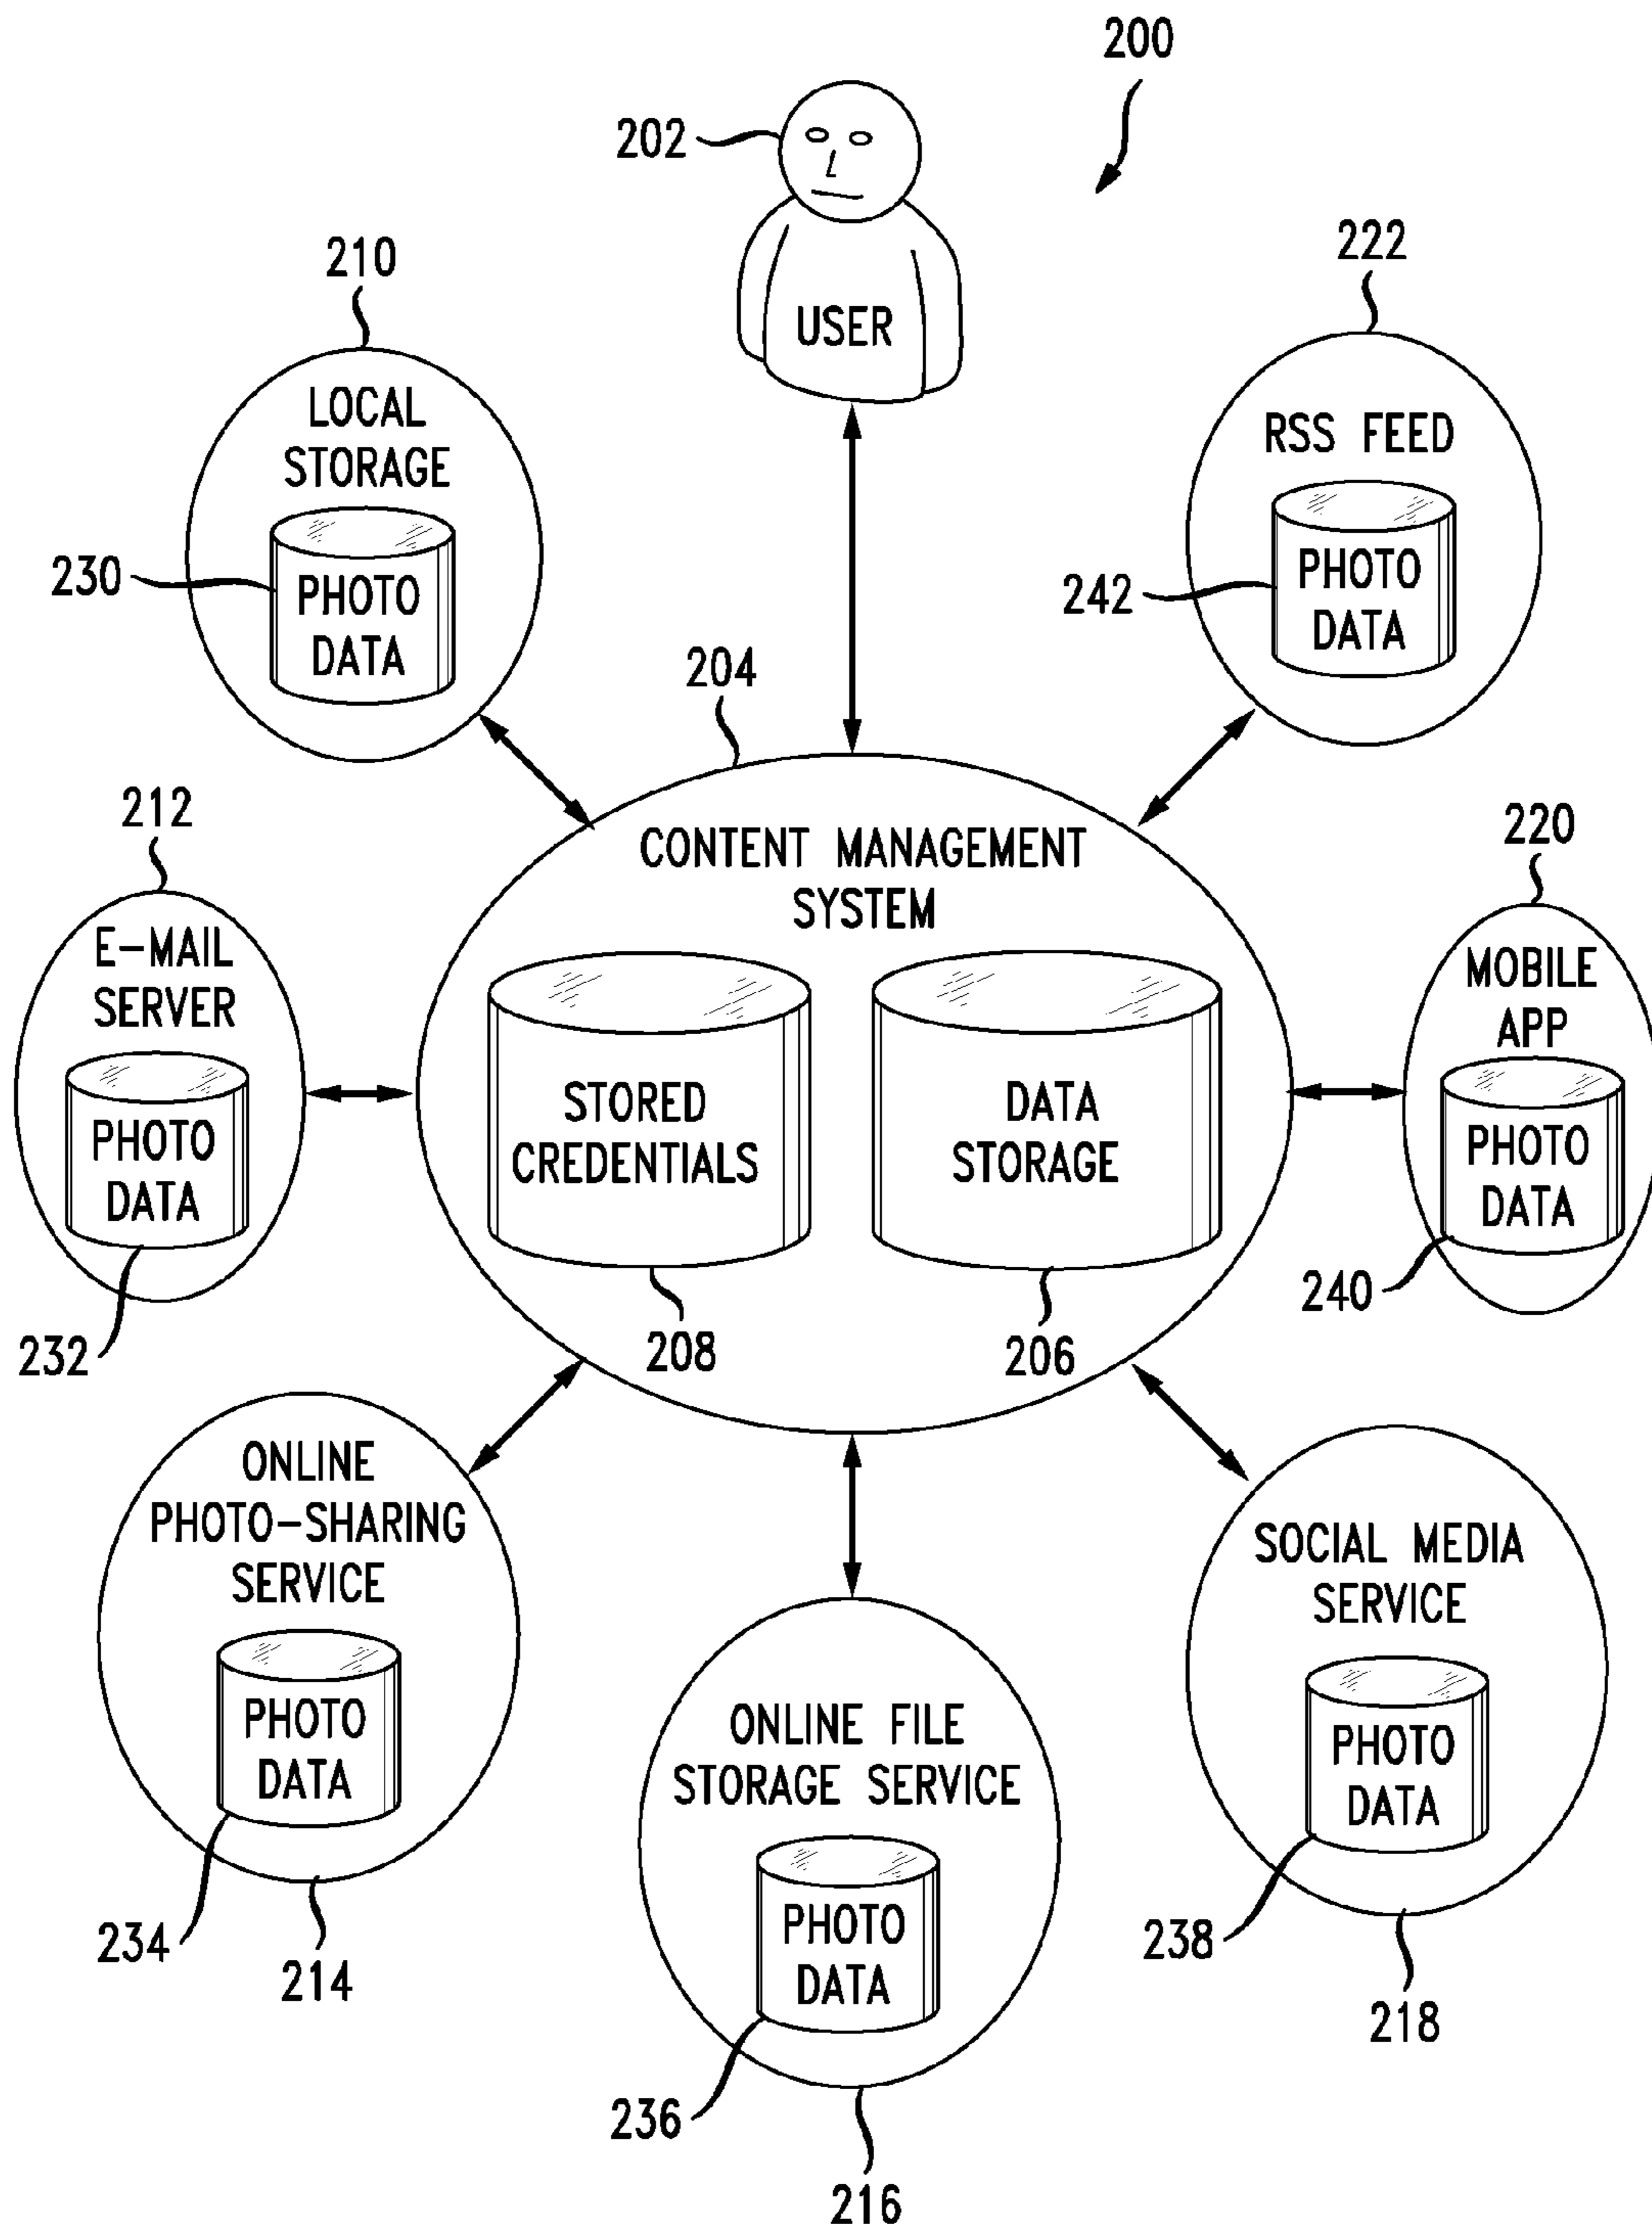 200
202
USER
210
LOCAL
STORAGE
230
PHOTO
DATA
222
RSS FEED
242
PHOTO
DATA
204
CONTENT MANAGEMENT
SYSTEM
STORED
CREDENTIALS
208
DATA
STORAGE
206
212
E-MAIL
SERVER
PHOTO
DATA
232
220
MOBILE
APP
PHOTO
DATA
240
ONLINE
PHOTO-SHARING
SERVICE
PHOTO
DATA
234
214
ONLINE FILE
STORAGE SERVICE
PHOTO
DATA
236
216
SOCIAL MEDIA
SERVICE
PHOTO
DATA
238
218